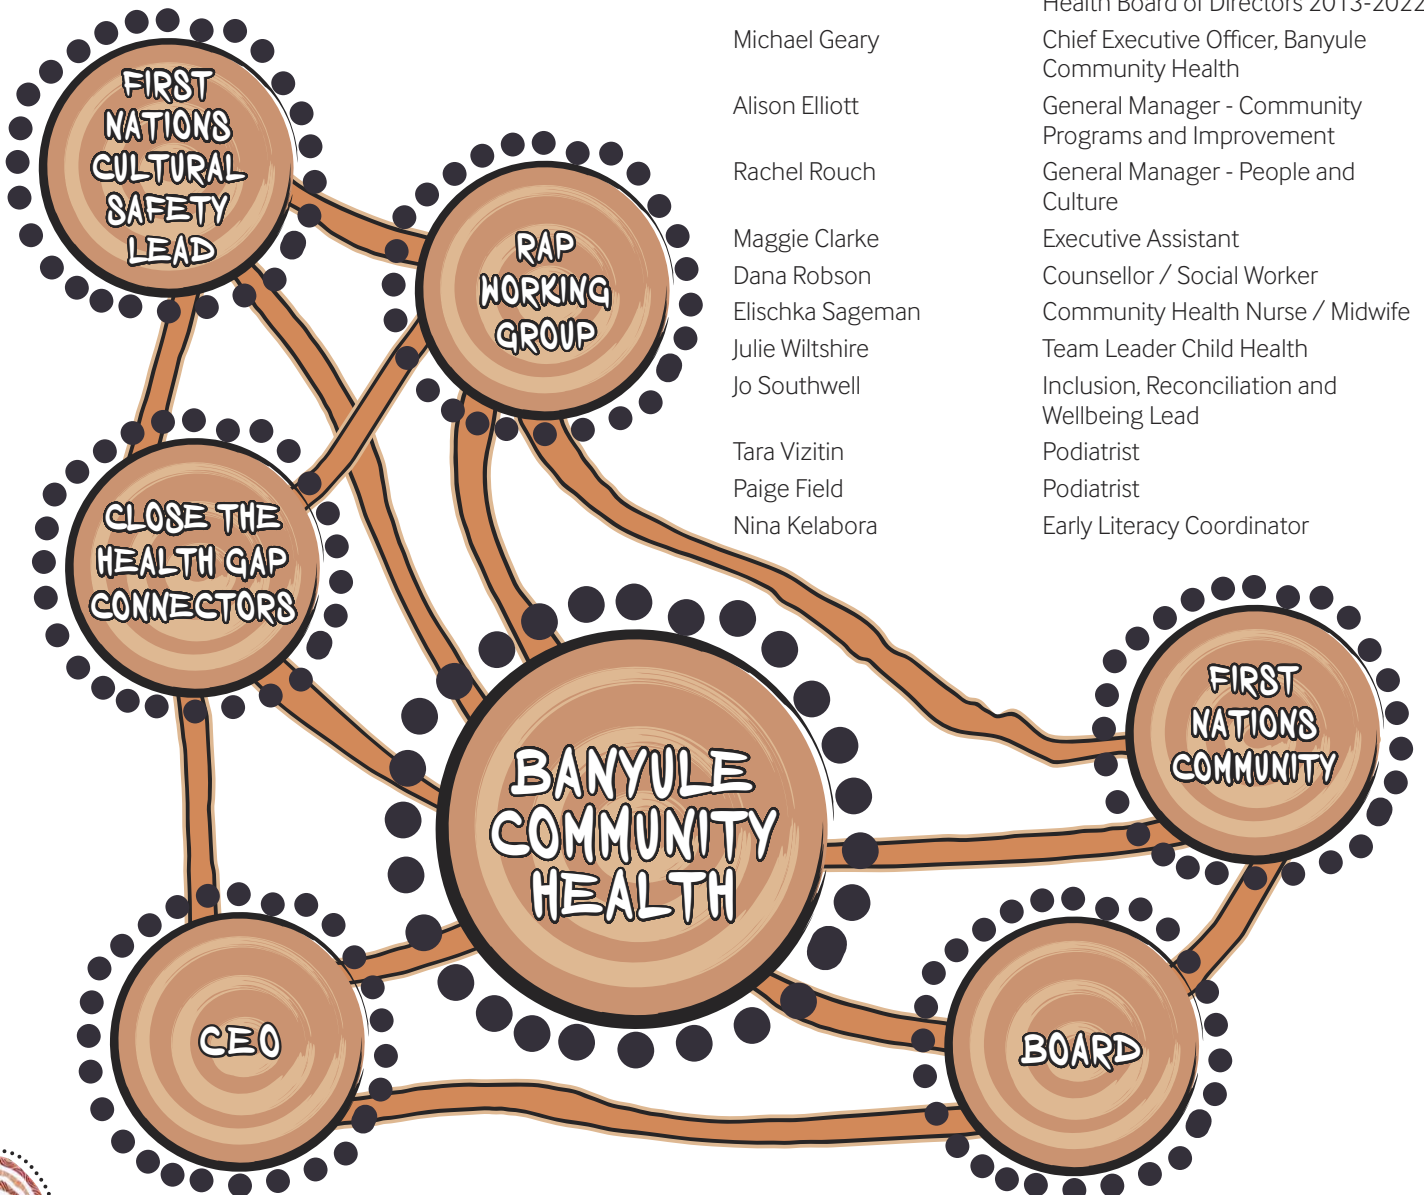 Health Board of Directors 2013-2022
Michael Geary
Chief Executive Officer, Banyule
Community Health
Alison Elliott
General Manager - Community
Programs and Improvement
Rachel Rouch
General Manager - People and
Culture
Maggie Clarke
Executive Assistant
Dana Robson
Counsellor / Social Worker
Elischka Sageman
Community Health Nurse / Midwife
Julie Wiltshire
Team Leader Child Health
Jo Southwell
Inclusion, Reconciliation and
Wellbeing Lead
Tara Vizitin
Podiatrist
Paige Field
Podiatrist
Nina Kelabora
Early Literacy Coordinator
FIRST
NATIONS
CULTURAL
SAFETY
LEAD
RAP
WORKING
GROUP
CLOSE THE
HEALTH GAP
CONNECTORS
BANYULE
COMMUNITY
HEALTH
FIRST
NATIONS
COMMUNITY
CEO
BOARD